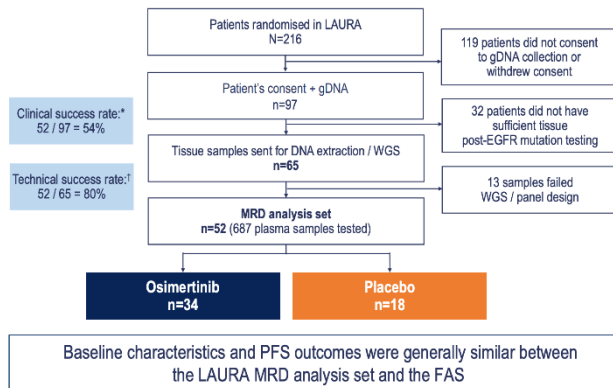 Patients randomised in LAURA
N=216
119 patients did not consent
to gDNA collection or
withdrew consent
Patient's consent + gDNA
n=97
Clinical success rate:*
52 / 97 = 54%
32 patients did not have
sufficient tissue
post-EGFR mutation testing
Tissue samples sent for DNA extraction / WGS
n=65
Technical success rate:†
52 / 65 = 80%
13 samples failed
WGS / panel design
MRD analysis set
n=52 (687 plasma samples tested)
Osimertinib
n=34
Placebo
n=18
Baseline characteristics and PFS outcomes were generally similar between
the LAURA MRD analysis set and the FAS